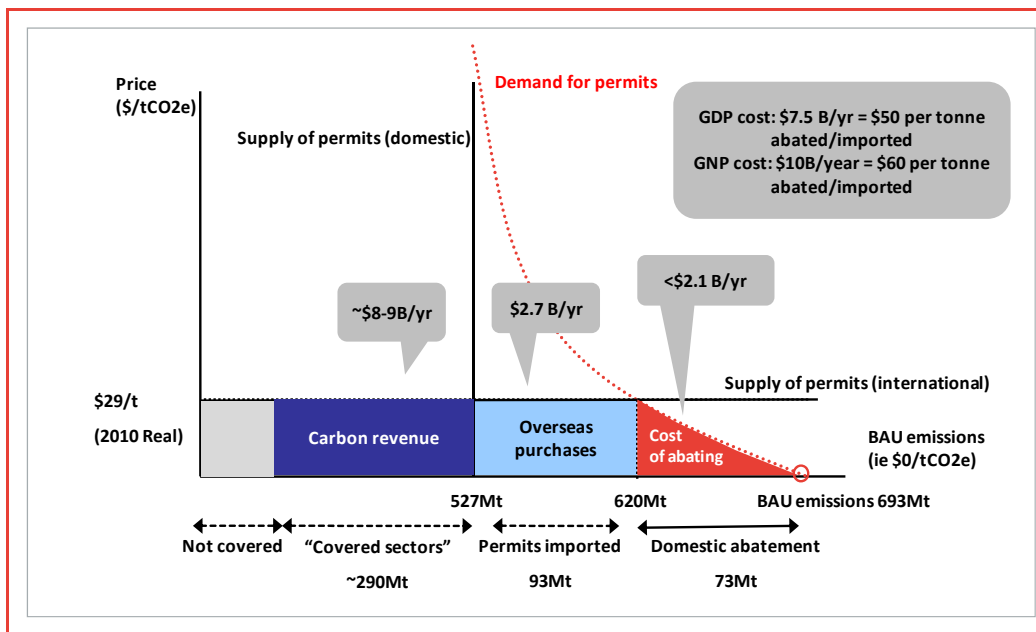 Price
($/tCO2e)
Demand for permits
Supply of permits (domestic)
GDP cost: $7.5 B/yr = $50 per tonne
abated/imported
GNP cost: $10B/year = $60 per tonne
abated/imported
~$8-9B/yr
$2.7 B/yr
<$2.1 B/yr
Supply of permits (international)
$29/t
(2010 Real)
Carbon revenue
Overseas
purchases
Cost
of abating
BAU emissions
(ie $0/tCO2e)
527Mt
620Mt
BAU emissions 693Mt
Not covered
“Covered sectors”
Permits imported
Domestic abatement
~290Mt
93Mt
73Mt